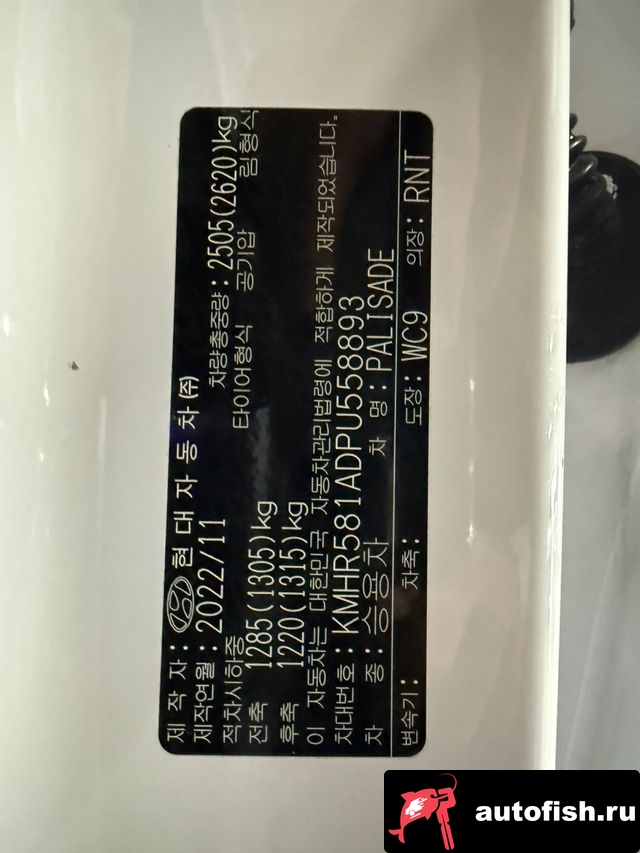 제 작 자 : HYUNDAI 현 대 자 동 차 ㈜
제작연월 : 2022/11
적차시하중 차량총중량 : 2505(2620)kg
전축 1285(1305)kg 타이어형식 공기압 림형식
후축 1220(1315)kg
이 자동차는 대한민국 자동차관리법령에 적합하게 제작되었습니다.
차대번호 : KMHR581ADPU558893
차 종 : 승용차 차 명 : PALISADE
변속기 : 차축 : 도장 : WC9 의장 : RNT
autofish.ru